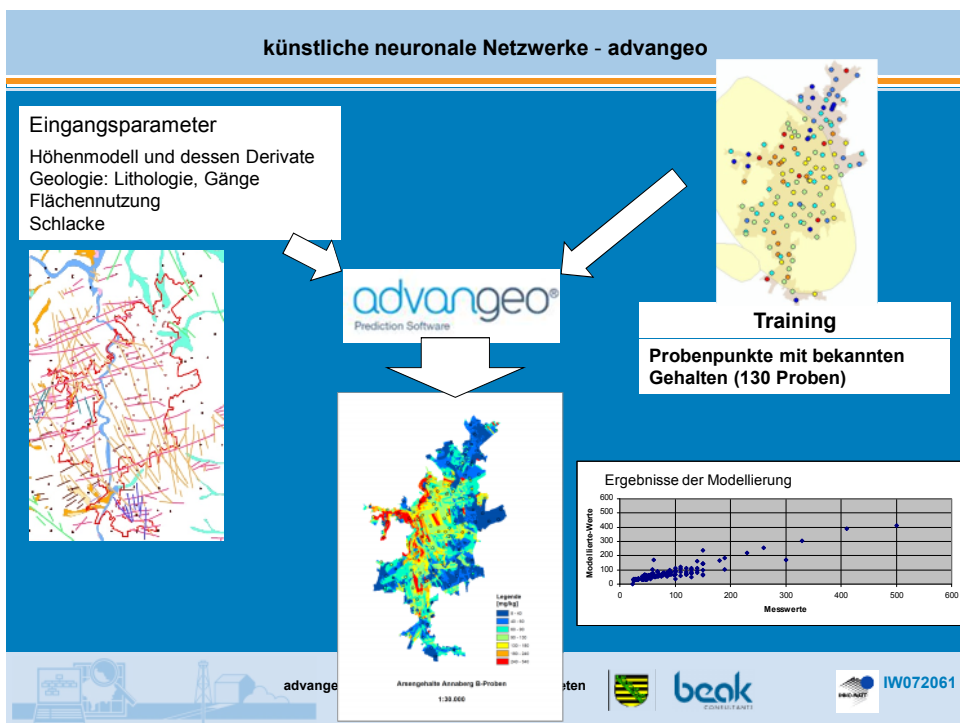 künstliche neuronale Netzwerke - advangeo
Eingangsparameter
Höhenmodell und dessen Derivate
Geologie: Lithologie, Gänge
Flächennutzung
Schlacke
advangeo®
Prediction Software
Training
Probenpunkte mit bekannten
Gehalten (130 Proben)
Legende
[mg/kg]
Arsengehalte Annaberg B-Proben
1:30.000
Ergebnisse der Modellierung
Modellierte-Werte
600
500
400
300
200
100
0
0 100 200 300 400 500 600
Messwerte
advange
eten
beak
CONSULTANTS
INNO-WATT
IW072061